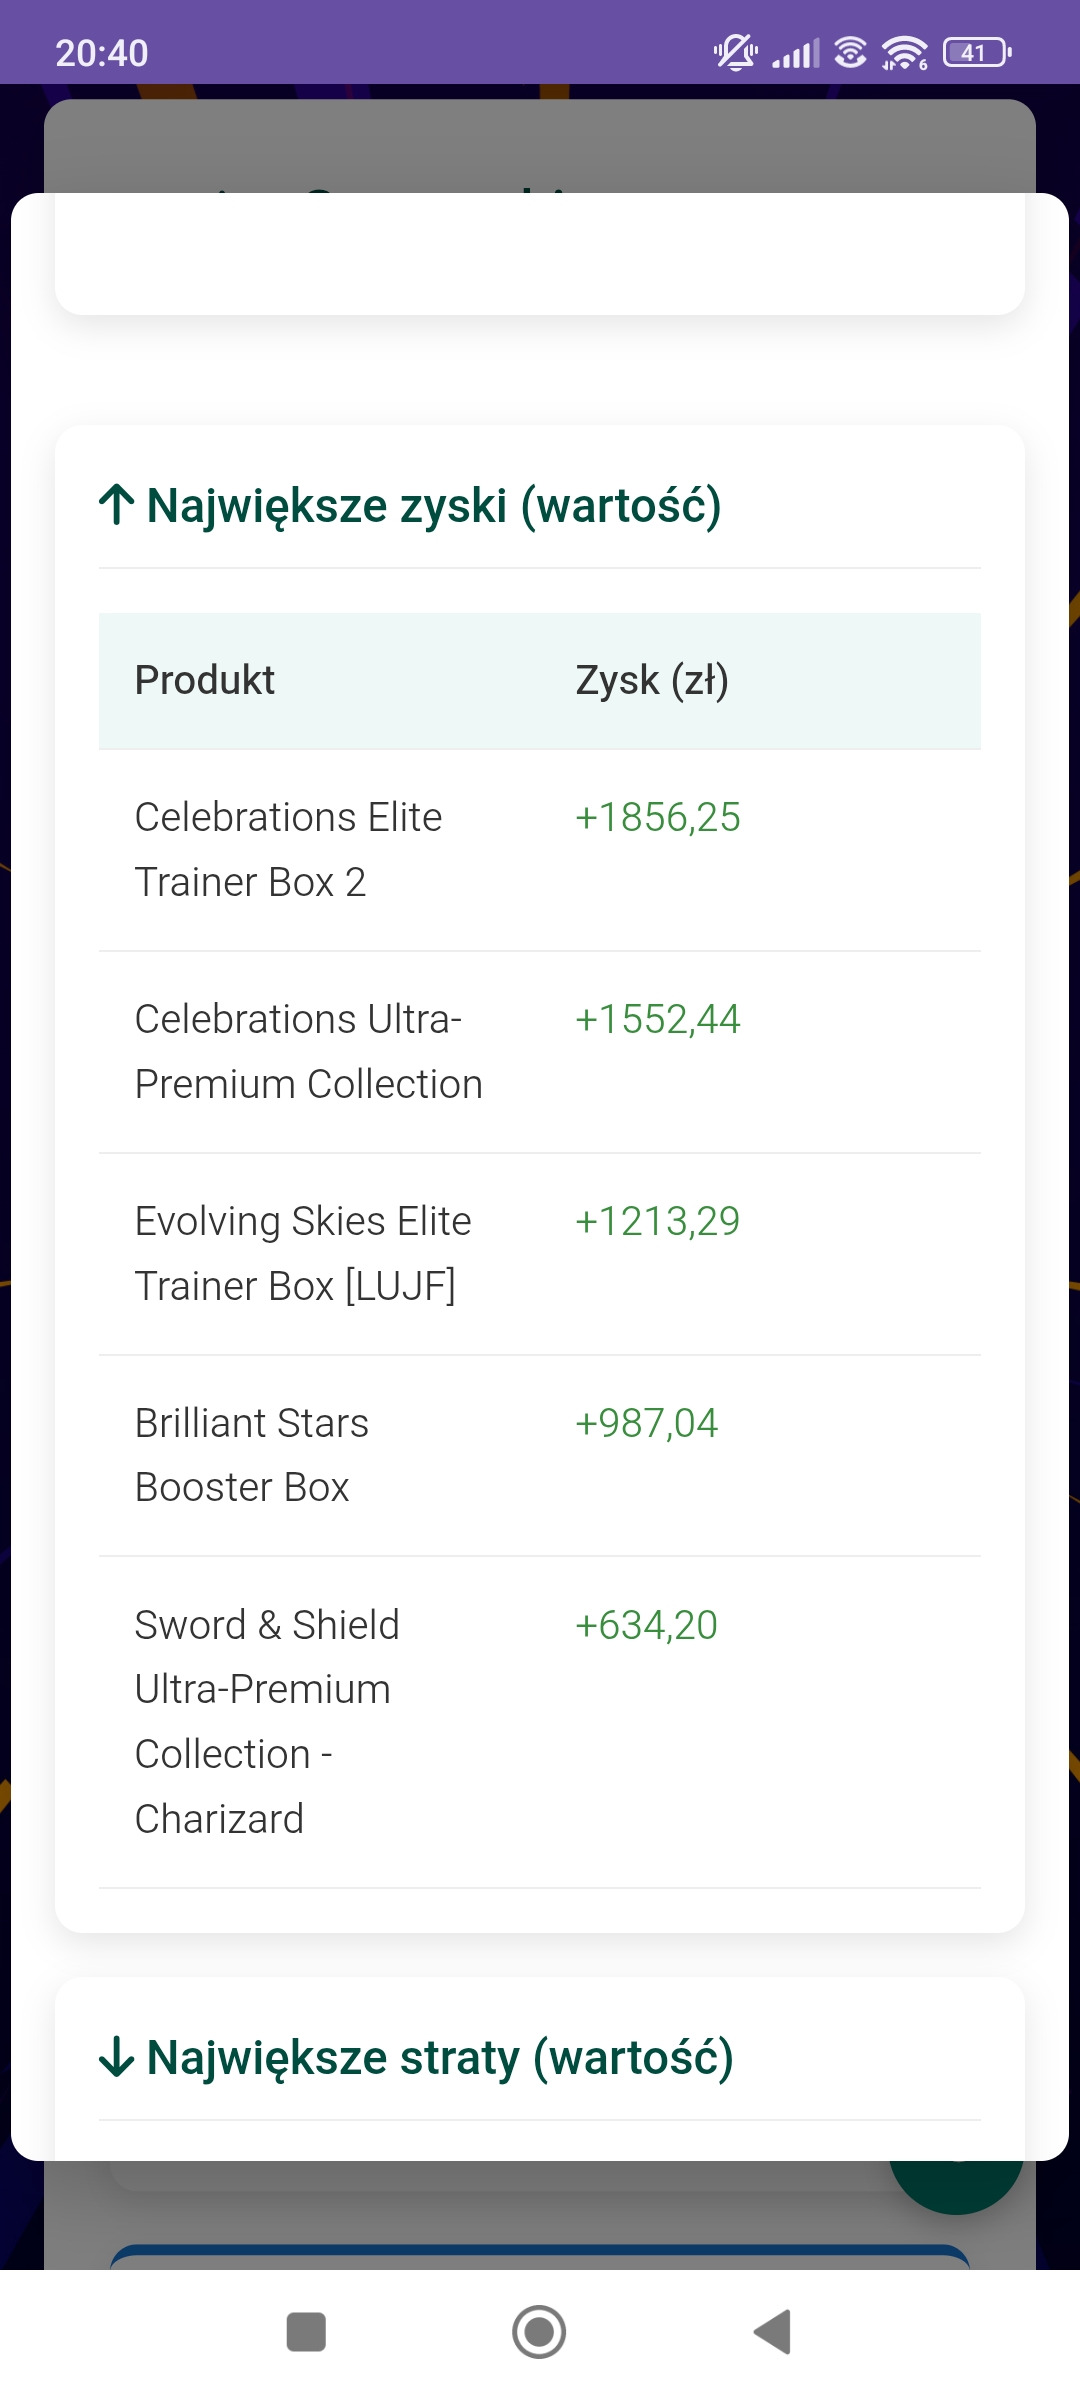 20:40
6
41
Największe zyski (wartość)
Produkt
Zysk (zł)
Celebrations Elite
Trainer Box 2
+1856,25
Celebrations Ultra-
Premium Collection
+1552,44
Evolving Skies Elite
Trainer Box [LUJF]
+1213,29
Brilliant Stars
Booster Box
+987,04
Sword & Shield
Ultra-Premium
Collection -
Charizard
+634,20
Największe straty (wartość)